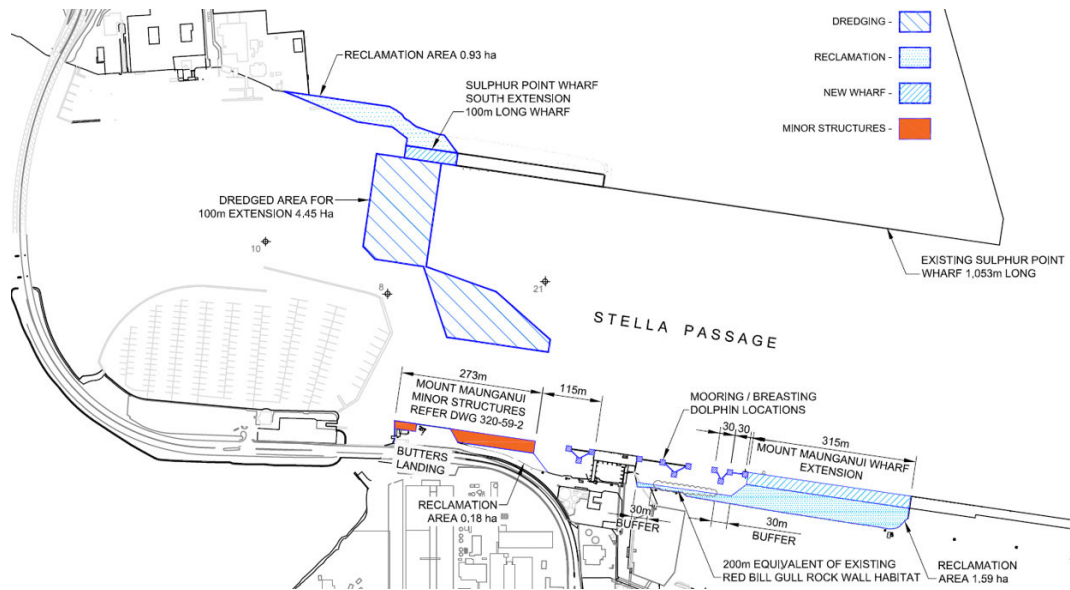 DREDGING -
RECLAMATION -
NEW WHARF -
MINOR STRUCTURES -
RECLAMATION AREA 0.93 ha
SULPHUR POINT WHARF
SOUTH EXTENSION
100m LONG WHARF
DREDGED AREA FOR
100m EXTENSION 4.45 Ha
10
8
21
EXISTING SULPHUR POINT
WHARF 1,053m LONG
STELLA PASSAGE
273m
MOUNT MAUNGANUI
MINOR STRUCTURES
REFER DWG 320-59-2
115m
MOORING / BREASTING
DOLPHIN LOCATIONS
30
30
315m
MOUNT MAUNGANUI WHARF
EXTENSION
BUTTERS
LANDING
RECLAMATION
AREA 0.18 ha
30m
BUFFER
30m
BUFFER
200m EQUIVALENT OF EXISTING
RED BILL GULL ROCK WALL HABITAT
RECLAMATION
AREA 1.59 ha